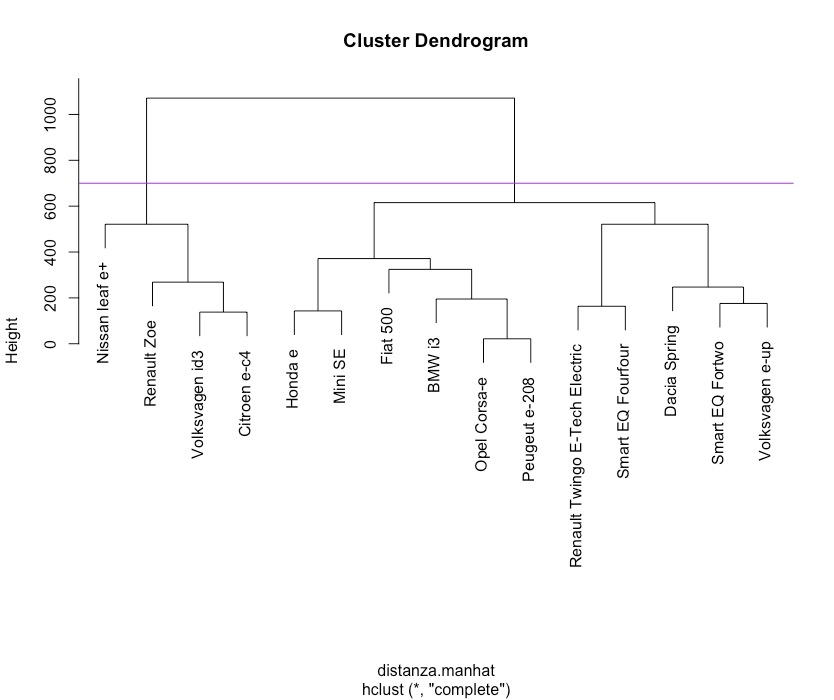 Cluster Dendrogram
Height
1000
800
600
400
200
0
Nissan leaf e+
Renault Zoe
Volksvagen id3
Citroen e-c4
Honda e
Mini SE
Fiat 500
BMW i3
Opel Corsa-e
Peugeut e-208
Renault Twingo E-Tech Electric
Smart EQ Fourfour
Dacia Spring
Smart EQ Fortwo
Volksvagen e-up
distanza.manhat
hclust (*, "complete")